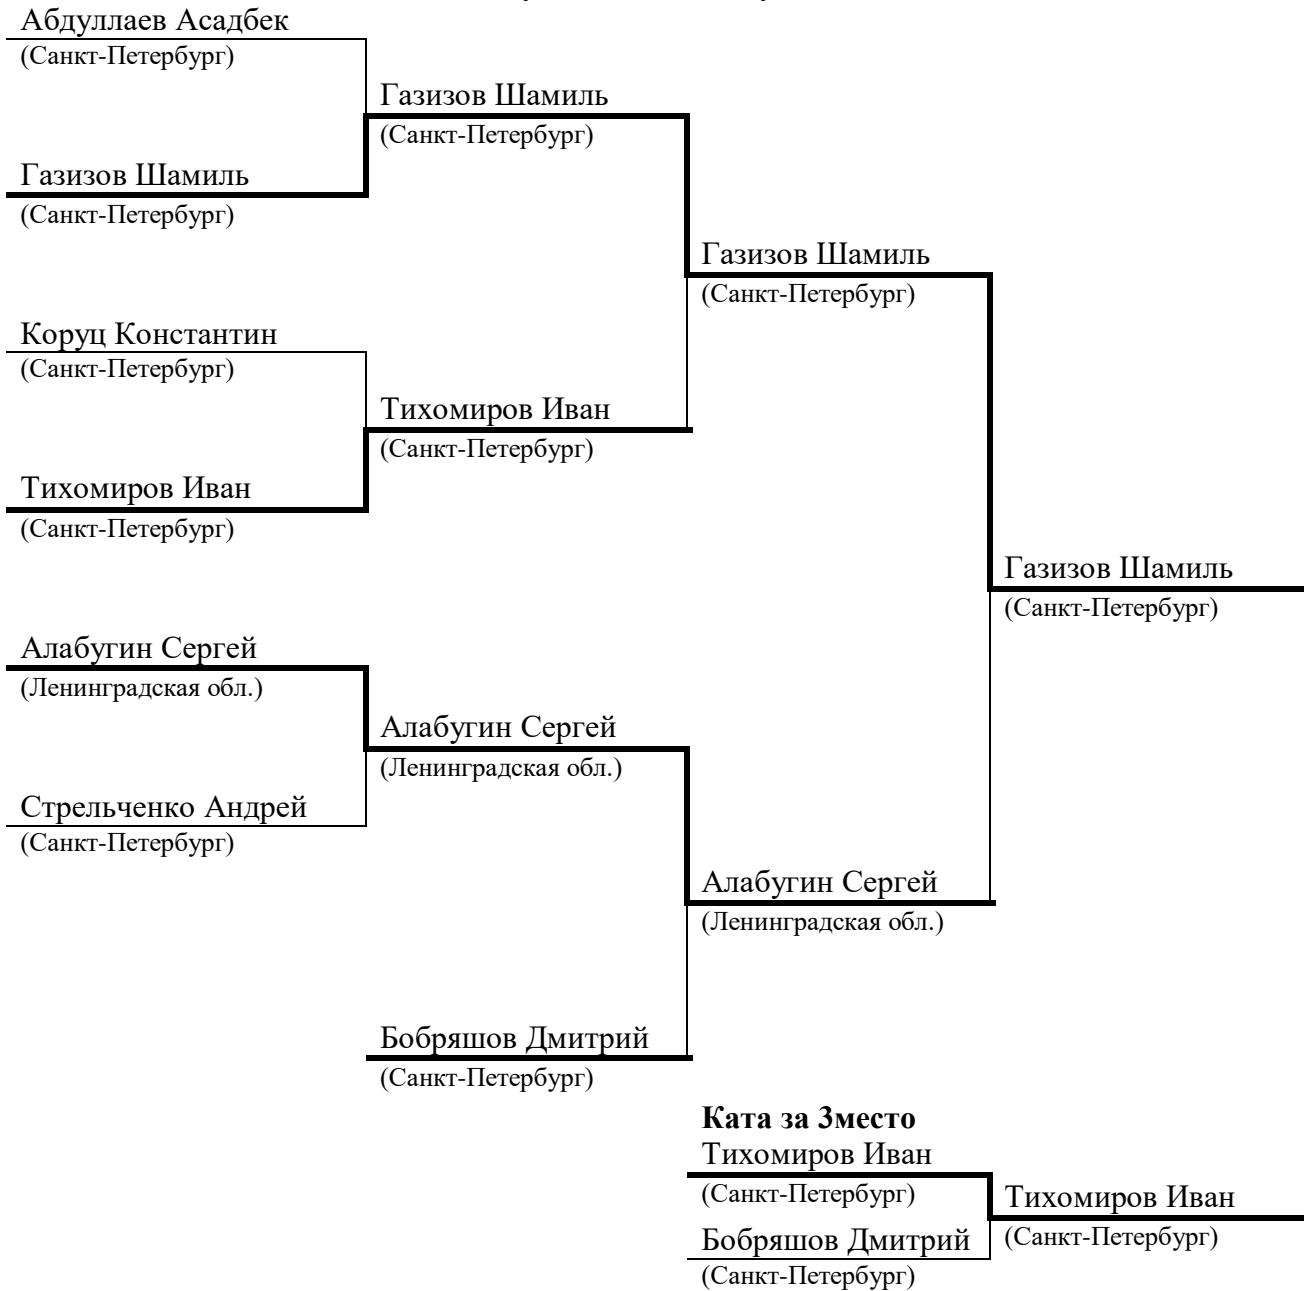 Абдуллаев Асадбек
(Санкт-Петербург)
Газизов Шамиль
(Санкт-Петербург)
Газизов Шамиль
(Санкт-Петербург)
Газизов Шамиль
(Санкт-Петербург)
Коруц Константин
(Санкт-Петербург)
Тихомиров Иван
(Санкт-Петербург)
Тихомиров Иван
(Санкт-Петербург)
Газизов Шамиль
(Санкт-Петербург)
Алабугин Сергей
(Ленинградская обл.)
Алабугин Сергей
(Ленинградская обл.)
Стрельченко Андрей
(Санкт-Петербург)
Алабугин Сергей
(Ленинградская обл.)
Бобряшов Дмитрий
(Санкт-Петербург)
Ката за 3место
Тихомиров Иван
(Санкт-Петербург)
Тихомиров Иван
(Санкт-Петербург)
Бобряшов Дмитрий
(Санкт-Петербург)